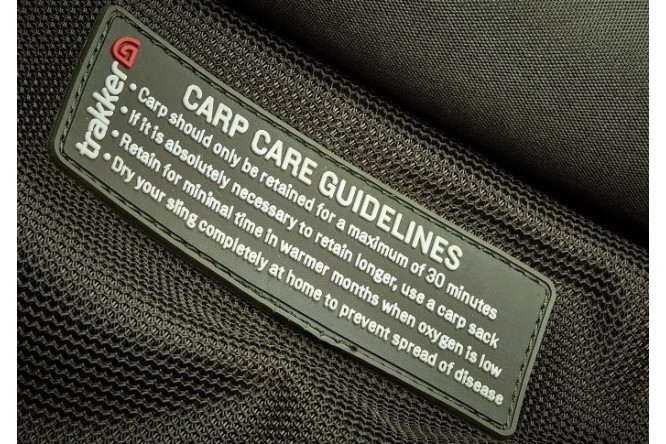 trakker
CARP CARE GUIDELINES
• Carp should only be retained for a maximum of 30 minutes
• If it is absolutely necessary to retain longer, use a carp sack
• Retain for minimal time in warmer months when oxygen is low
• Dry your sling completely at home to prevent spread of disease